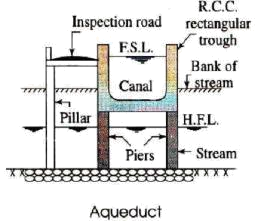 Inspection road
R.C.C.
rectangular
trough
F.S.L.
Bank of
stream
Canal
Pillar
H.F.L.
Piers
Stream
Aqueduct